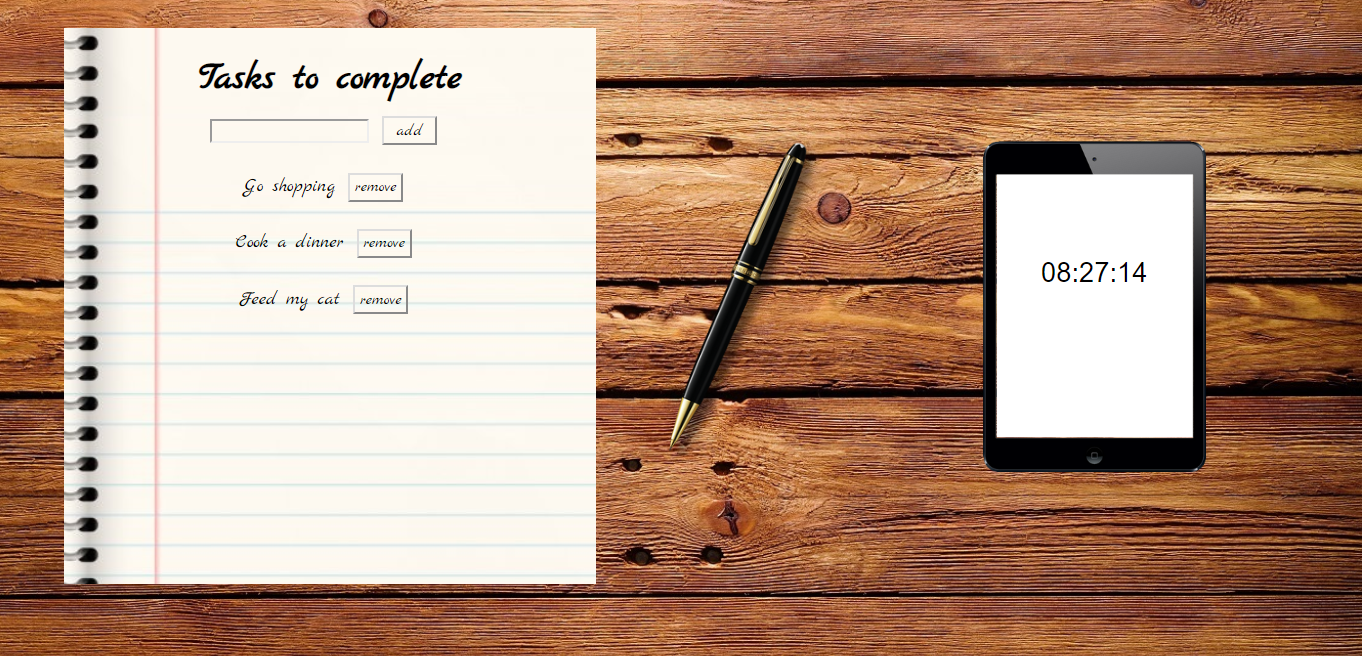 Tasks to complete
add
Go shopping remove
Cook a dinner remove
Feed my cat remove
08:27:14